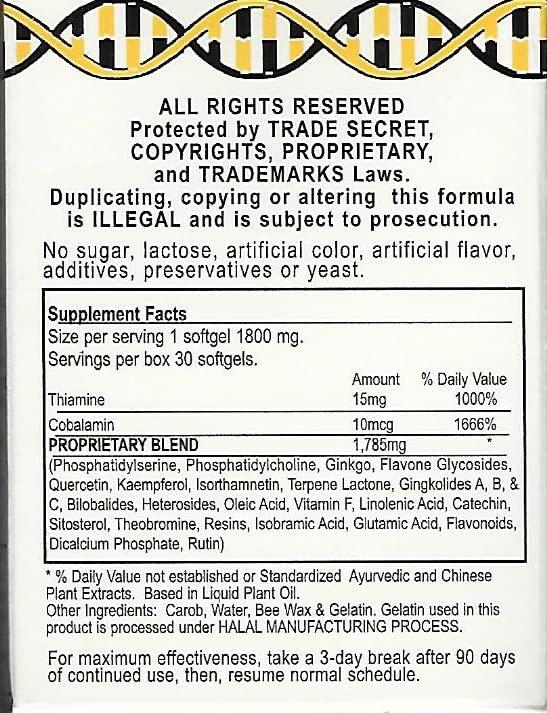 ALL RIGHTS RESERVED
Protected by TRADE SECRET,
COPYRIGHTS, PROPRIETARY,
and TRADEMARKS Laws.
Duplicating, copying or altering this formula
is ILLEGAL and is subject to prosecution.
No sugar, lactose, artificial color, artificial flavor,
additives, preservatives or yeast.
Supplement Facts
Size per serving 1 softgel 1800 mg.
Servings per box 30 softgels.
Amount % Daily Value
Thiamine 15mg 1000%
Cobalamin 10mcg 1666%
PROPRIETARY BLEND 1,785mg *
(Phosphatidylserine, Phosphatidylcholine, Ginkgo, Flavone Glycosides,
Quercetin, Kaempferol, Isorthamnetin, Terpene Lactone, Gingkolides A, B, &
C, Bilobalides, Heterosides, Oleic Acid, Vitamin F, Linolenic Acid, Catechin,
Sitosterol, Theobromine, Resins, Isobramic Acid, Glutamic Acid, Flavonoids,
Dicalcium Phosphate, Rutin)
* % Daily Value not established or Standardized Ayurvedic and Chinese
Plant Extracts. Based in Liquid Plant Oil.
Other Ingredients: Carob, Water, Bee Wax & Gelatin. Gelatin used in this
product is processed under HALAL MANUFACTURING PROCESS.
For maximum effectiveness, take a 3-day break after 90 days
of continued use, then, resume normal schedule.